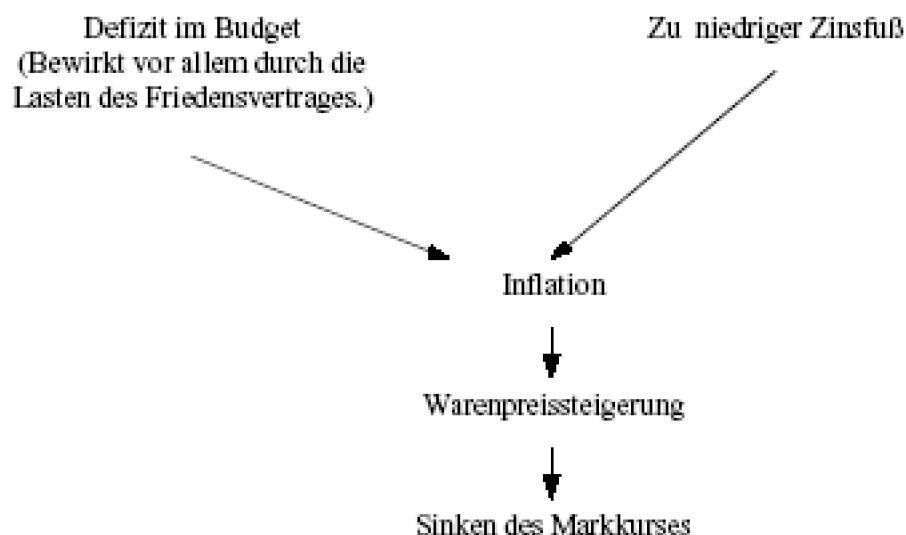 Defizit im Budget
(Bewirkt vor allem durch die
Lasten des Friedensvertrages.)
Zu niedriger Zinsfuß
Inflation
Warenpreissteigerung
Sinken des Markkurses